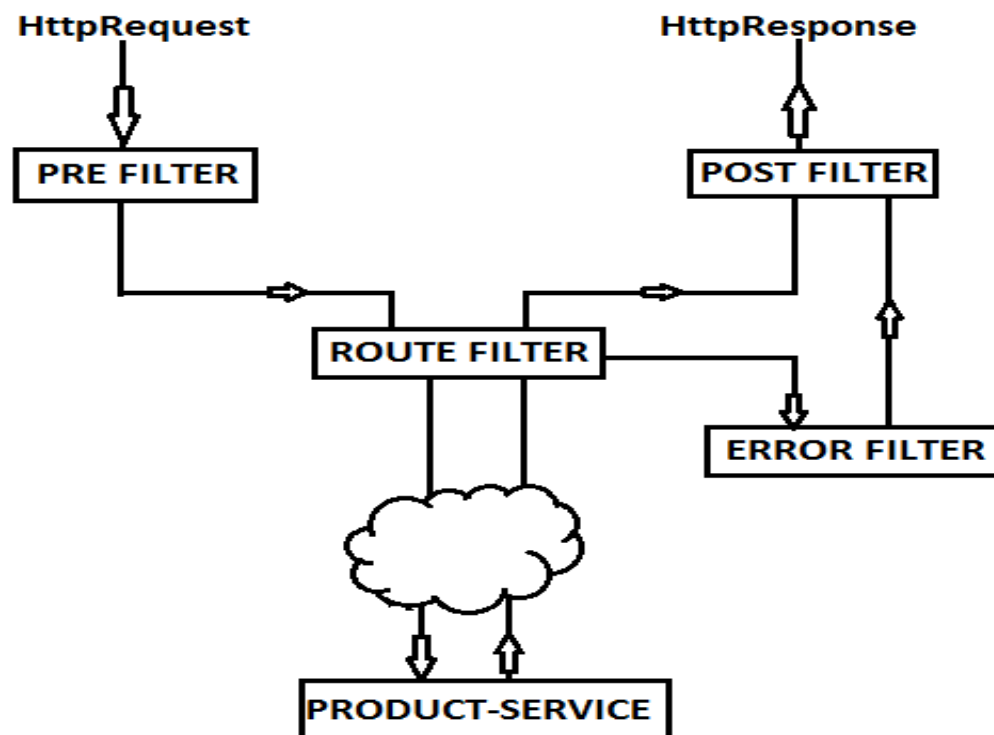 HttpRequest
HttpResponse
PRE FILTER
POST FILTER
ROUTE FILTER
ERROR FILTER
PRODUCT-SERVICE